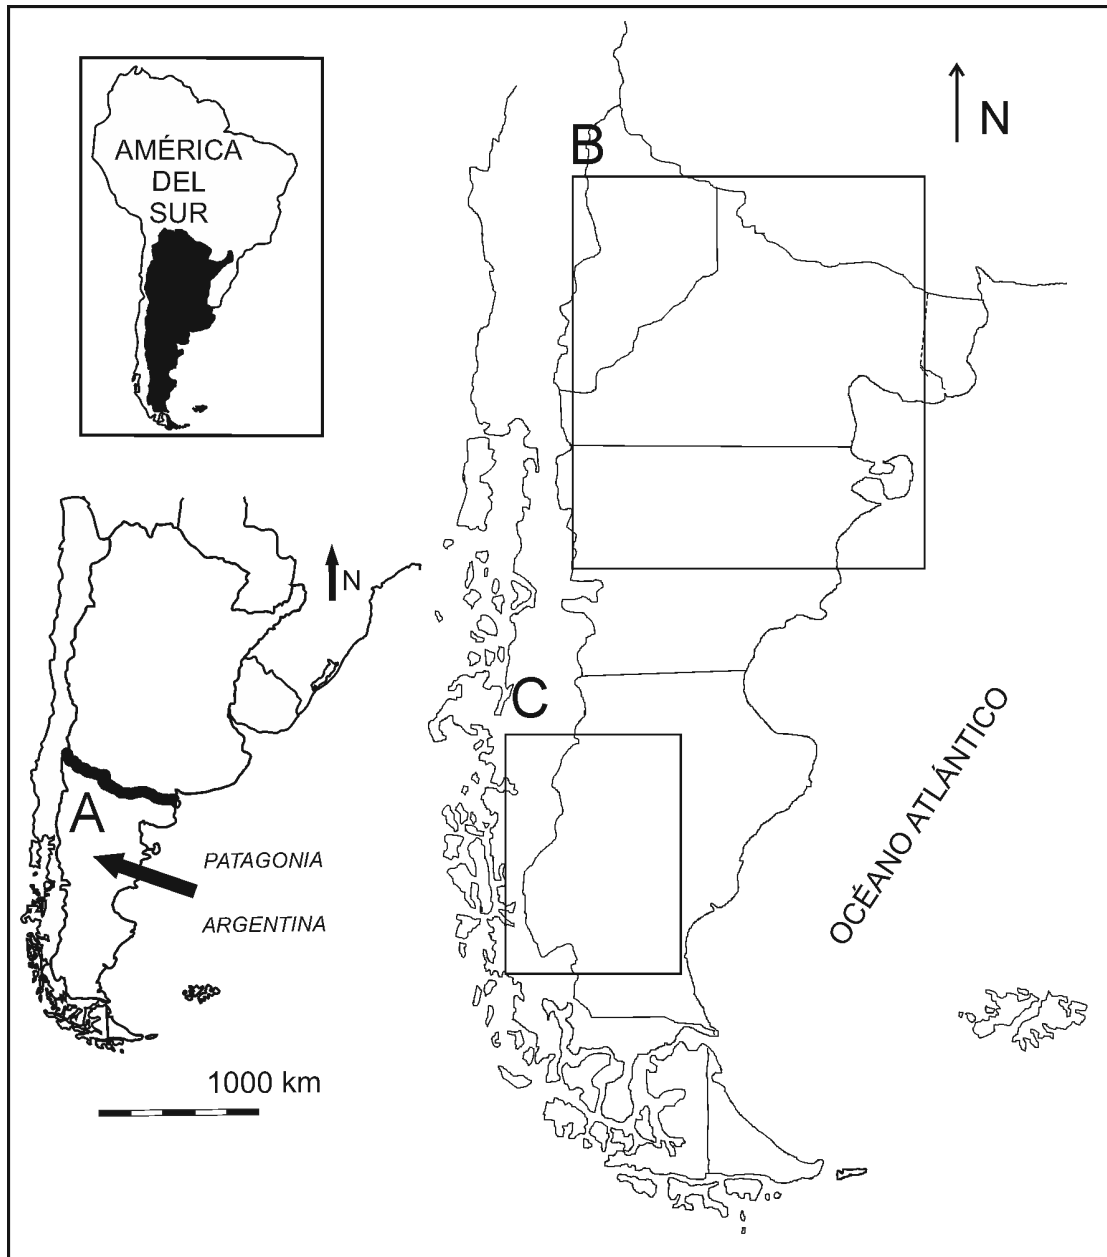 AMÉRICA
DEL
SUR
B
N
N
C
A
PATAGONIA
ARGENTINA
OCÉANO ATLÁNTICO
1000 km